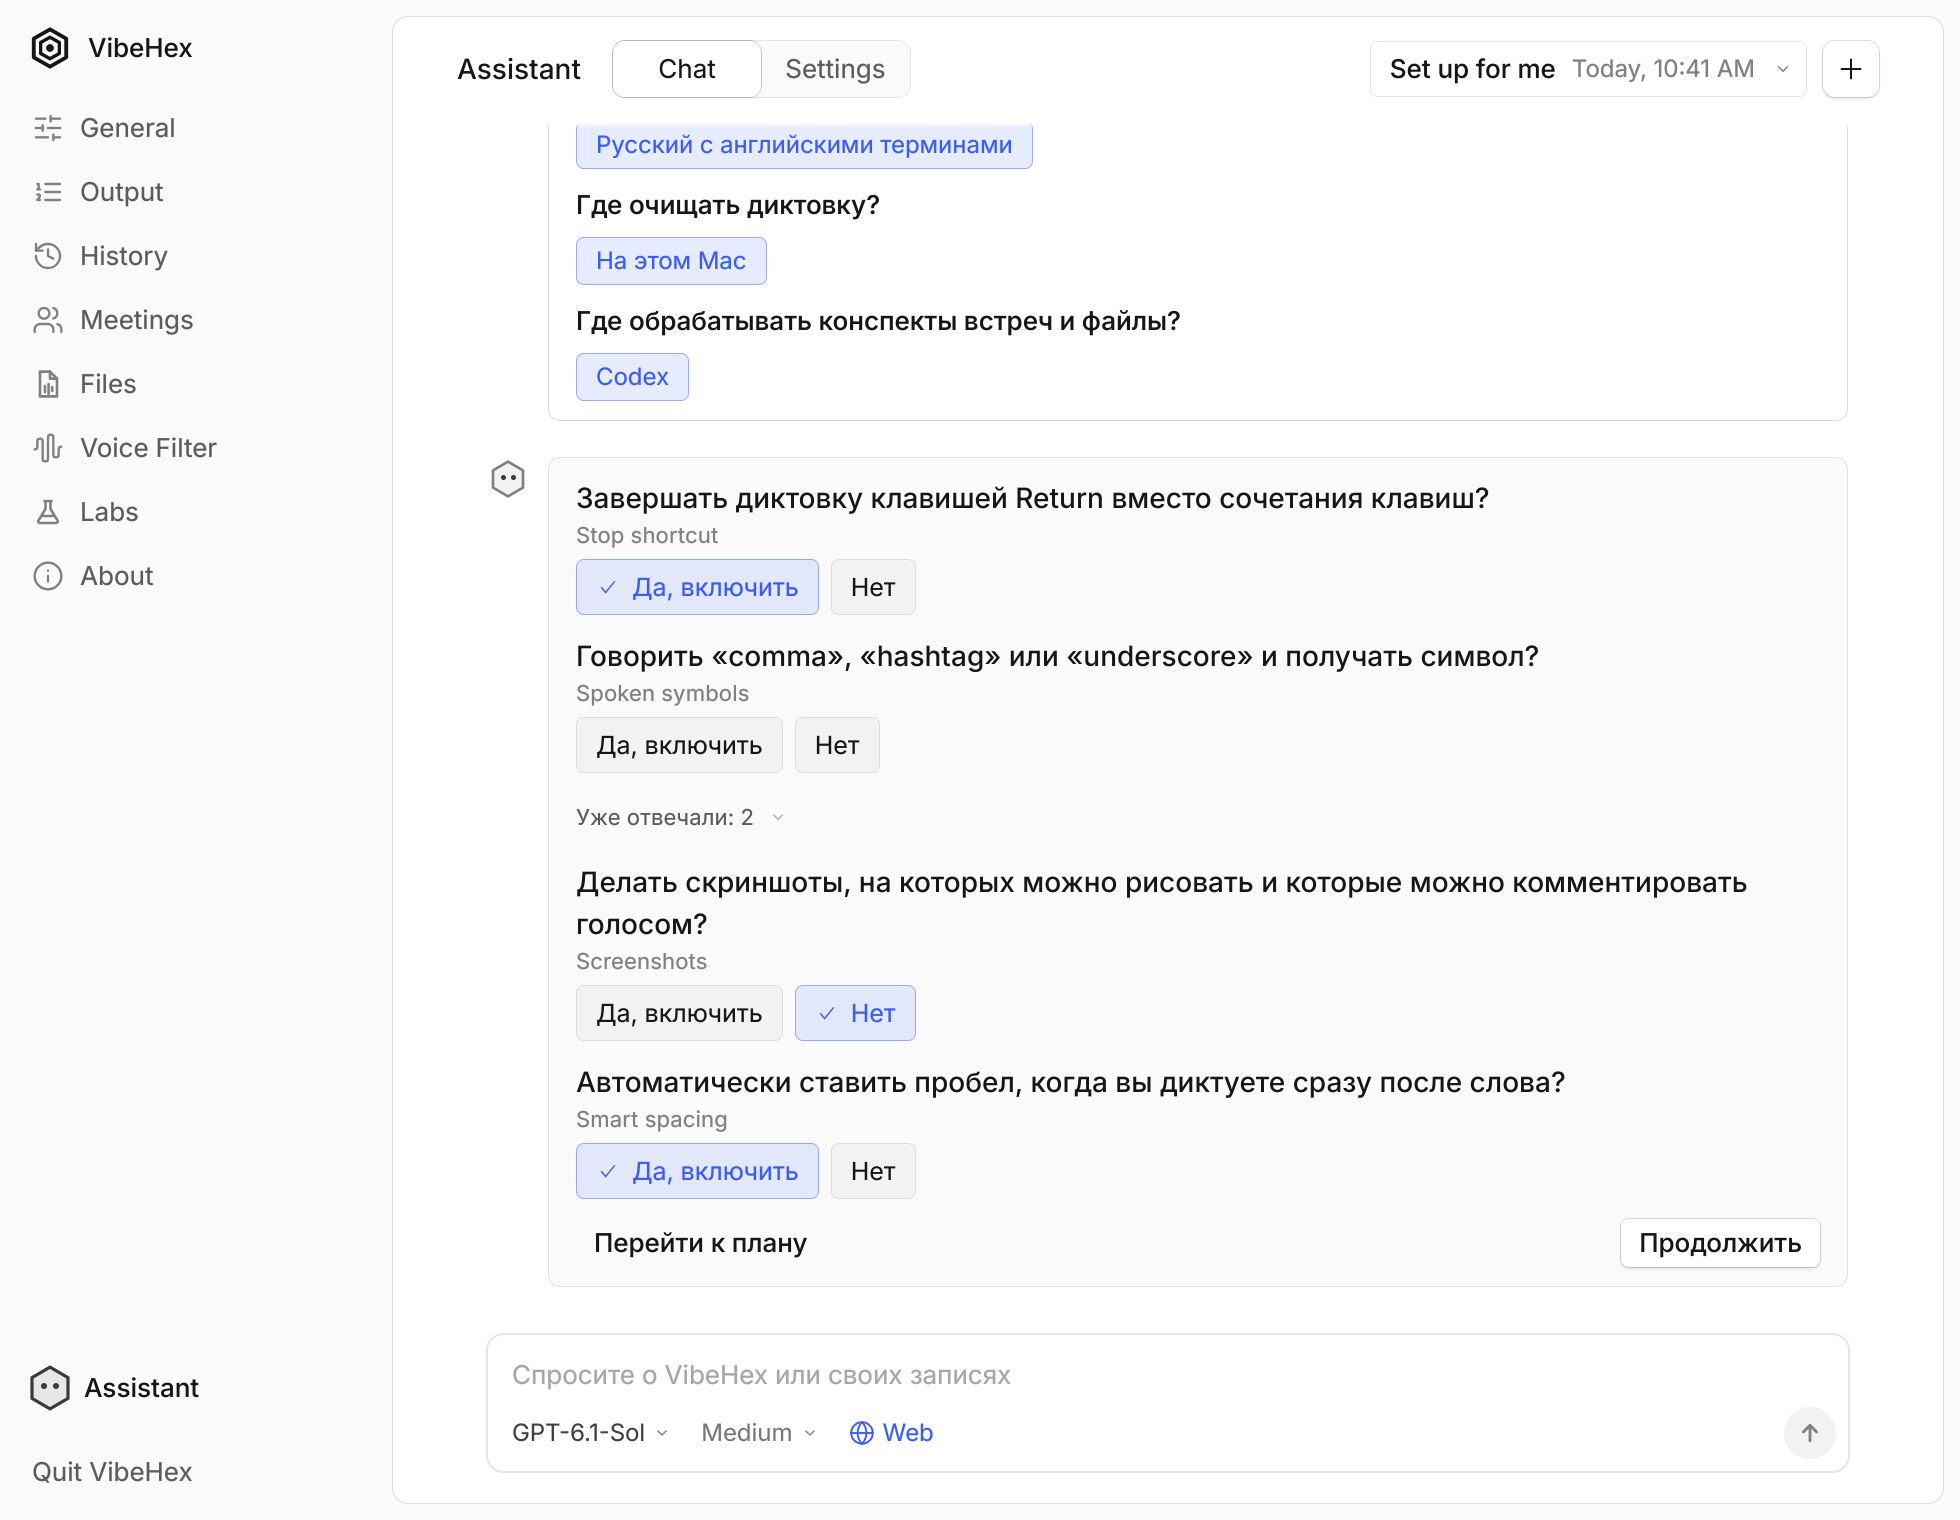 VibeHex
General
Output
History
Meetings
Files
Voice Filter
Labs
About
Assistant
Quit VibeHex
Assistant
Chat
Settings
Set up for me Today, 10:41 AM
Русский с английскими терминами
Где очищать диктовку?
На этом Mac
Где обрабатывать конспекты встреч и файлы?
Codex
Завершать диктовку клавишей Return вместо сочетания клавиш?
Stop shortcut
Да, включить
Нет
Говорить «comma», «hashtag» или «underscore» и получать символ?
Spoken symbols
Да, включить
Нет
Уже отвечали: 2
Делать скриншоты, на которых можно рисовать и которые можно комментировать
голосом?
Screenshots
Да, включить
Нет
Автоматически ставить пробел, когда вы диктуете сразу после слова?
Smart spacing
Да, включить
Нет
Перейти к плану
Продолжить
Спросите о VibeHex или своих записях
GPT-6.1-Sol
Medium
Web